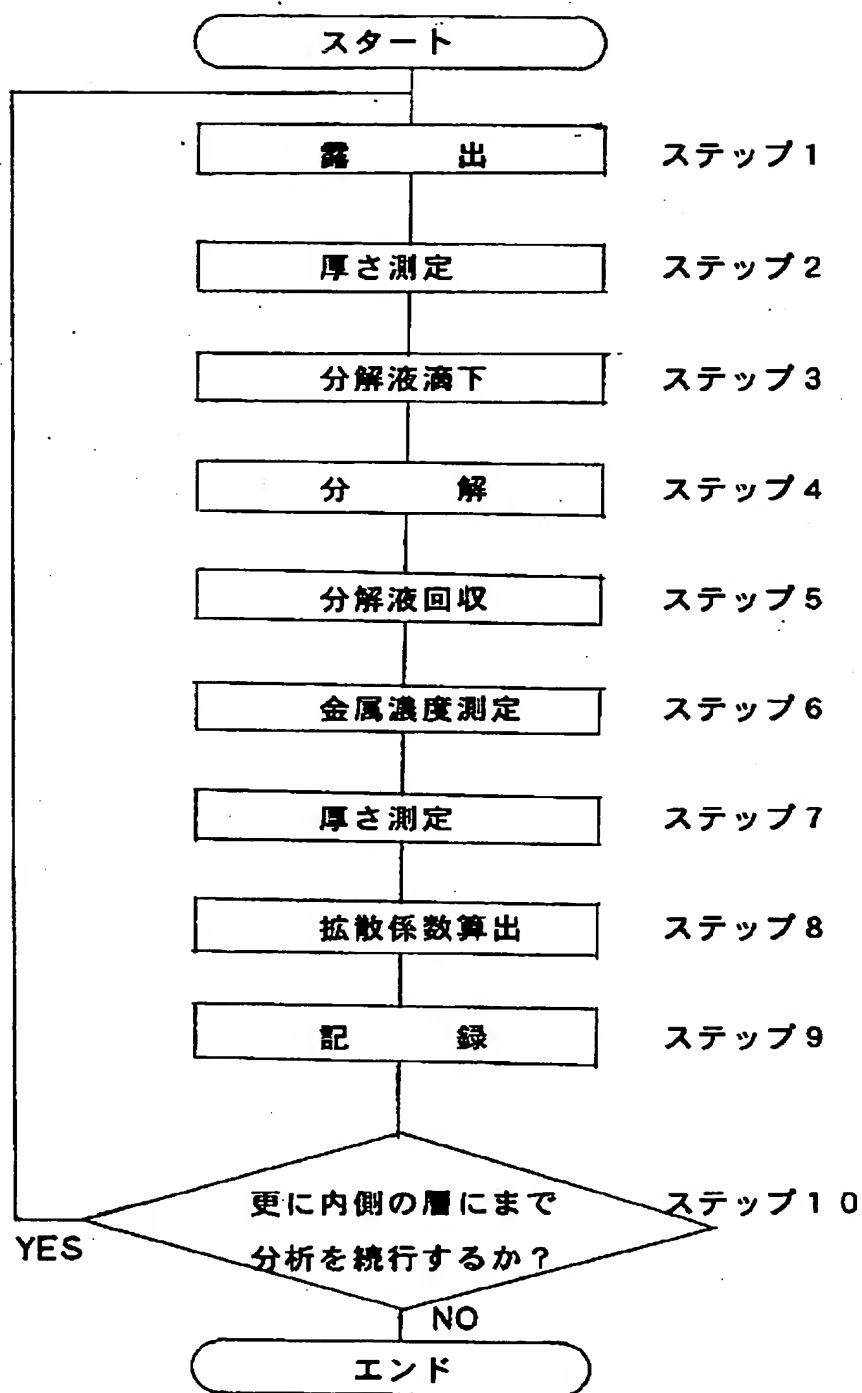 スタート
露 出 ステップ1
厚さ測定 ステップ2
分解液滴下 ステップ3
分 解 ステップ4
分解液回収 ステップ5
金属濃度測定 ステップ6
厚さ測定 ステップ7
拡散係数算出 ステップ8
記 録 ステップ9
更に内側の層にまで ステップ10
分析を続行するか?
YES
NO
エンド